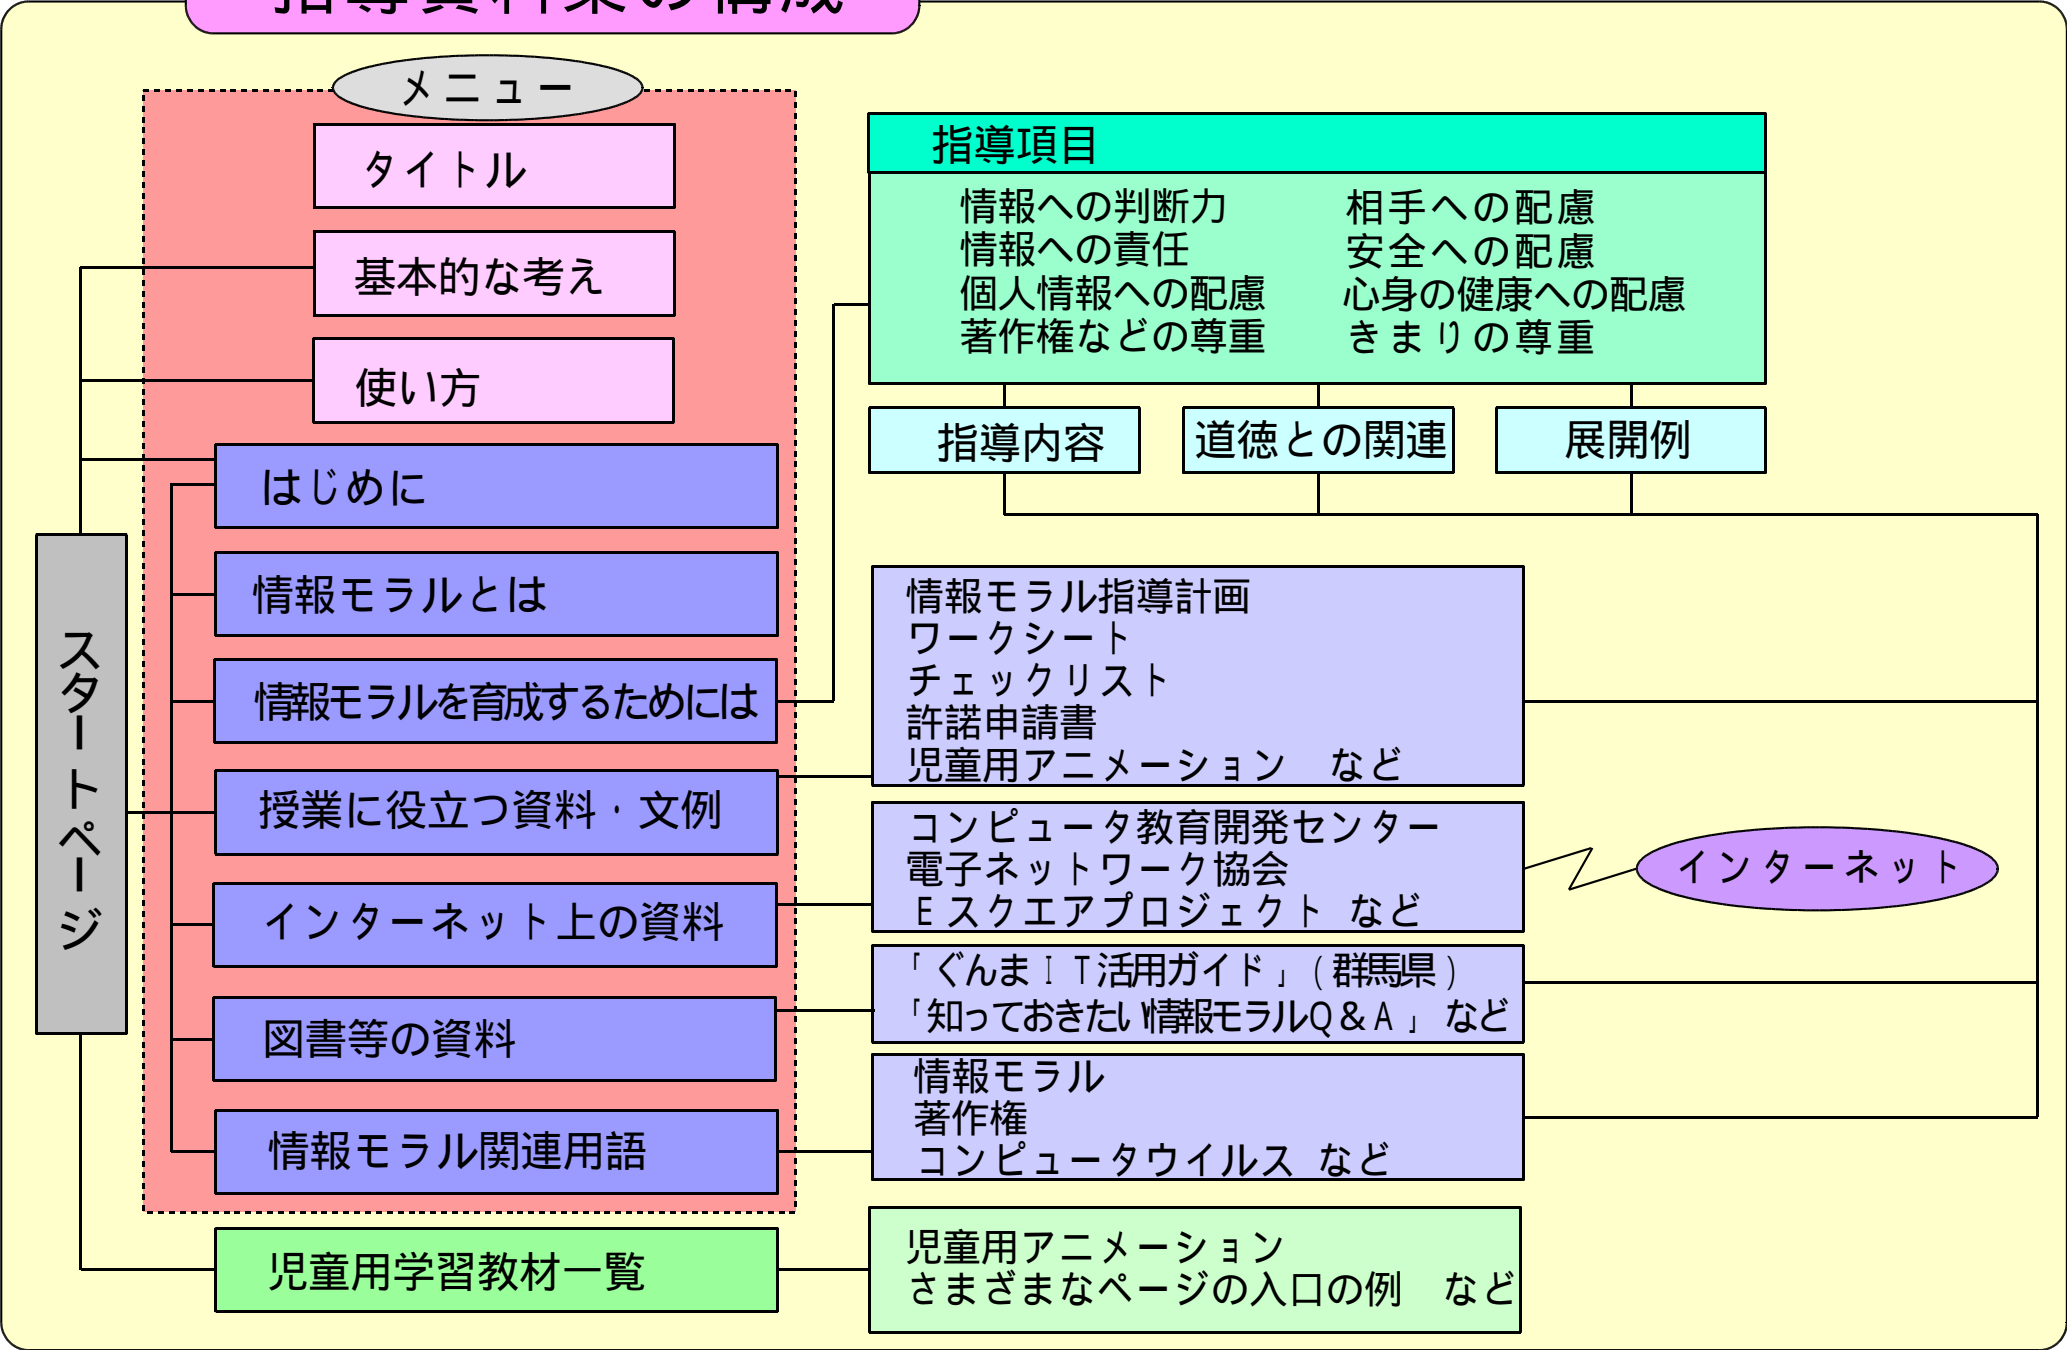 指導資料集の構成
メニュー
タイトル
基本的な考え
使い方
はじめに
情報モラルとは
情報モラルを育成するためには
授業に役立つ資料・文例
インターネット上の資料
図書等の資料
情報モラル関連用語
児童用学習教材一覧
スタートページ
指導項目
情報への判断力
情報への責任
個人情報への配慮
著作権などの尊重
相手への配慮
安全への配慮
心身の健康への配慮
きまりの尊重
指導内容
道徳との関連
展開例
情報モラル指導計画
ワークシート
チェックリスト
許諾申請書
児童用アニメーション　など
コンピュータ教育開発センター
電子ネットワーク協会
Ｅスクエアプロジェクト など
インターネット
「ぐんまＩＴ活用ガイド」(群馬県)
「知っておきたい情報モラルQ＆A」 など
情報モラル
著作権
コンピュータウイルス など
児童用アニメーション
さまざまなページの入口の例　など